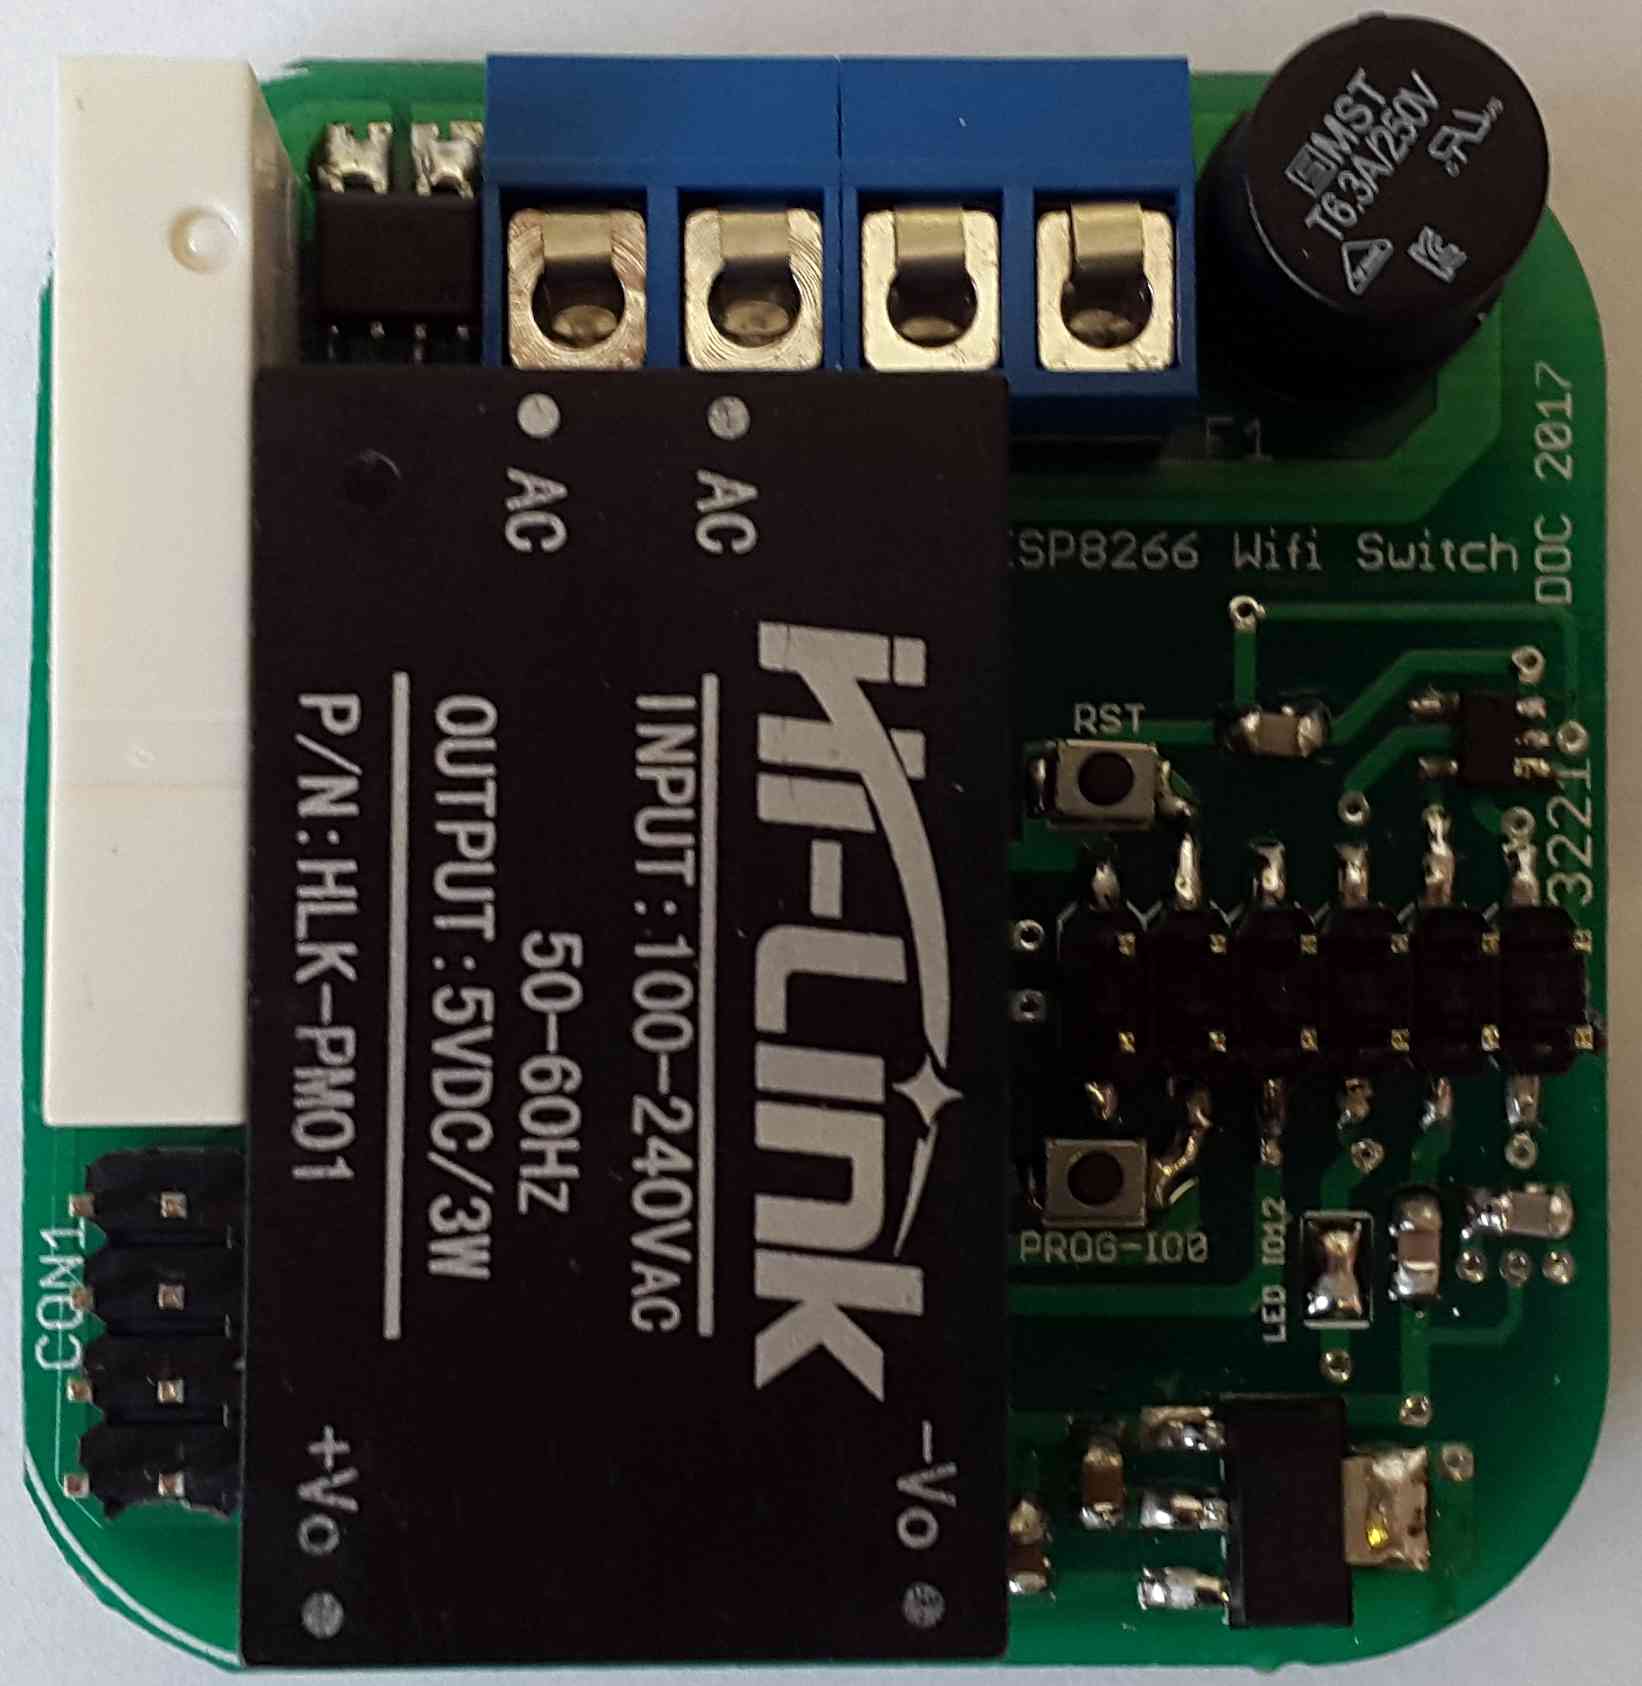 MST
T6.3A/250V
F1
DOC 2017
ESP8266 Wifi Switch
AC
AC
Hi-Link
INPUT:100-240VAC
50-60Hz
OUTPUT:5VDC/3W
P/N:HLK-PM01
+Vo
-Vo
RST
PROG-IO0
LED IO12
CON1